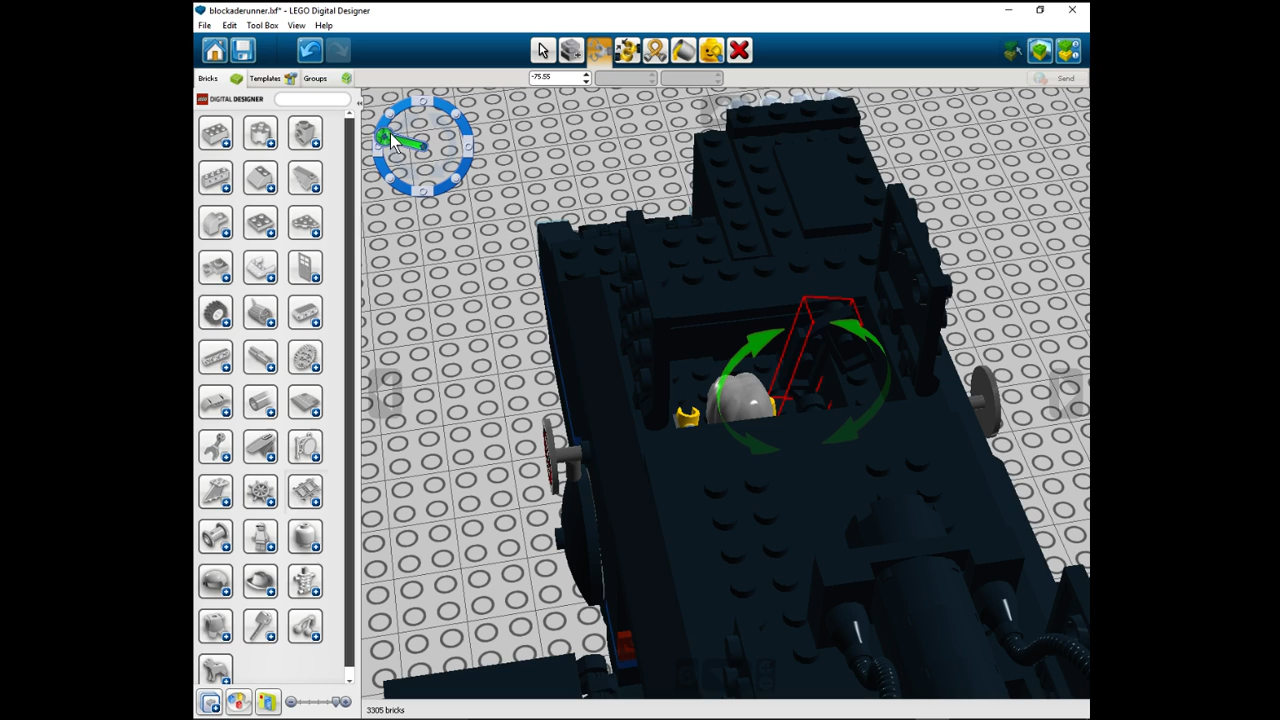 blockaderunner.lxf* - LEGO Digital Designer
File Edit Tool Box View Help
Bricks Templates Groups -75.55 Send
LEGO DIGITAL DESIGNER
3305 bricks